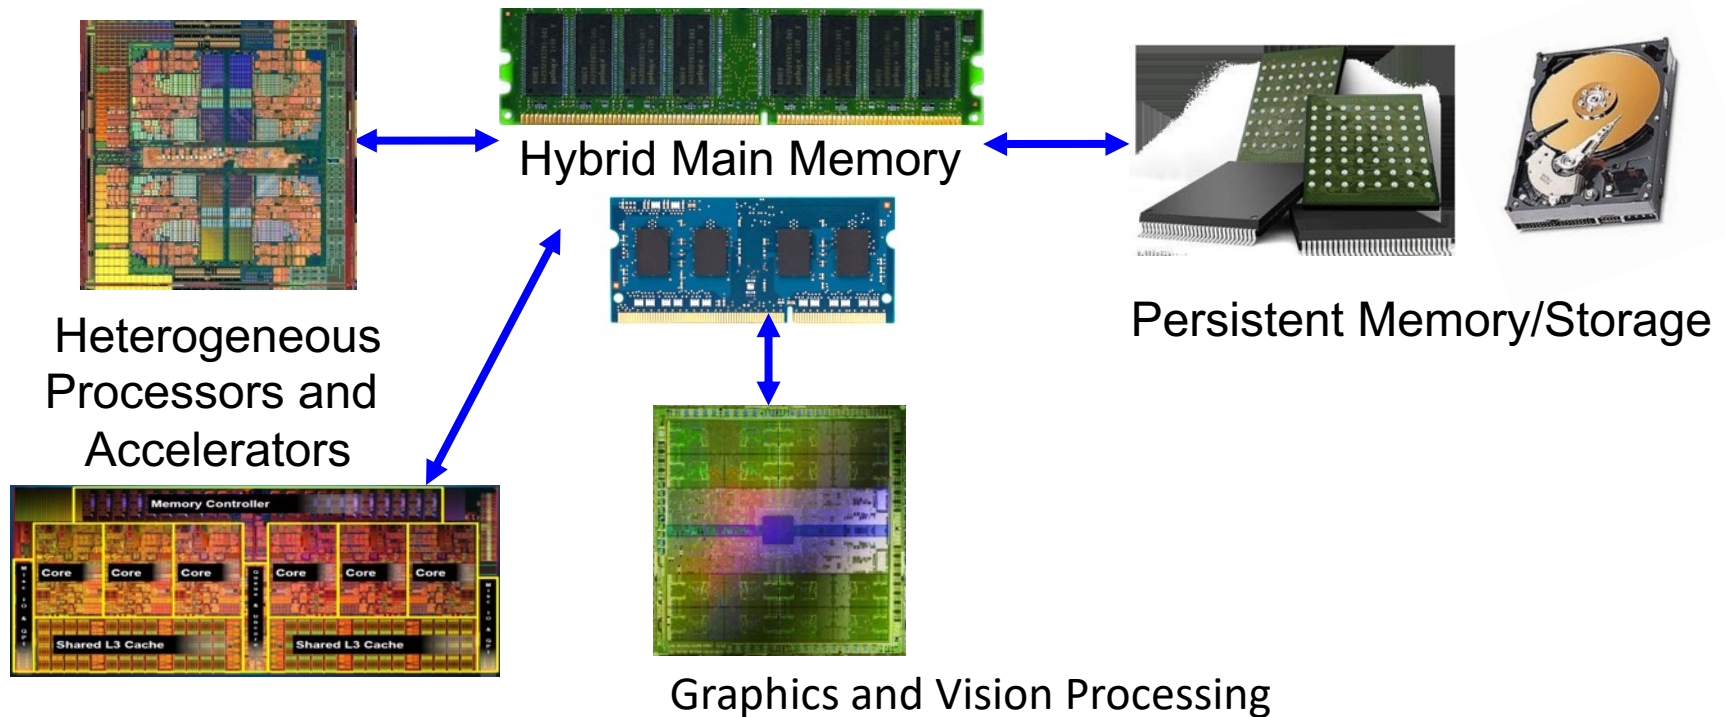 Hybrid Main Memory
Heterogeneous
Processors and
Accelerators
Persistent Memory/Storage
Memory Controller
Core Core Core Core Core Core
Shared L3 Cache Shared L3 Cache
Graphics and Vision Processing